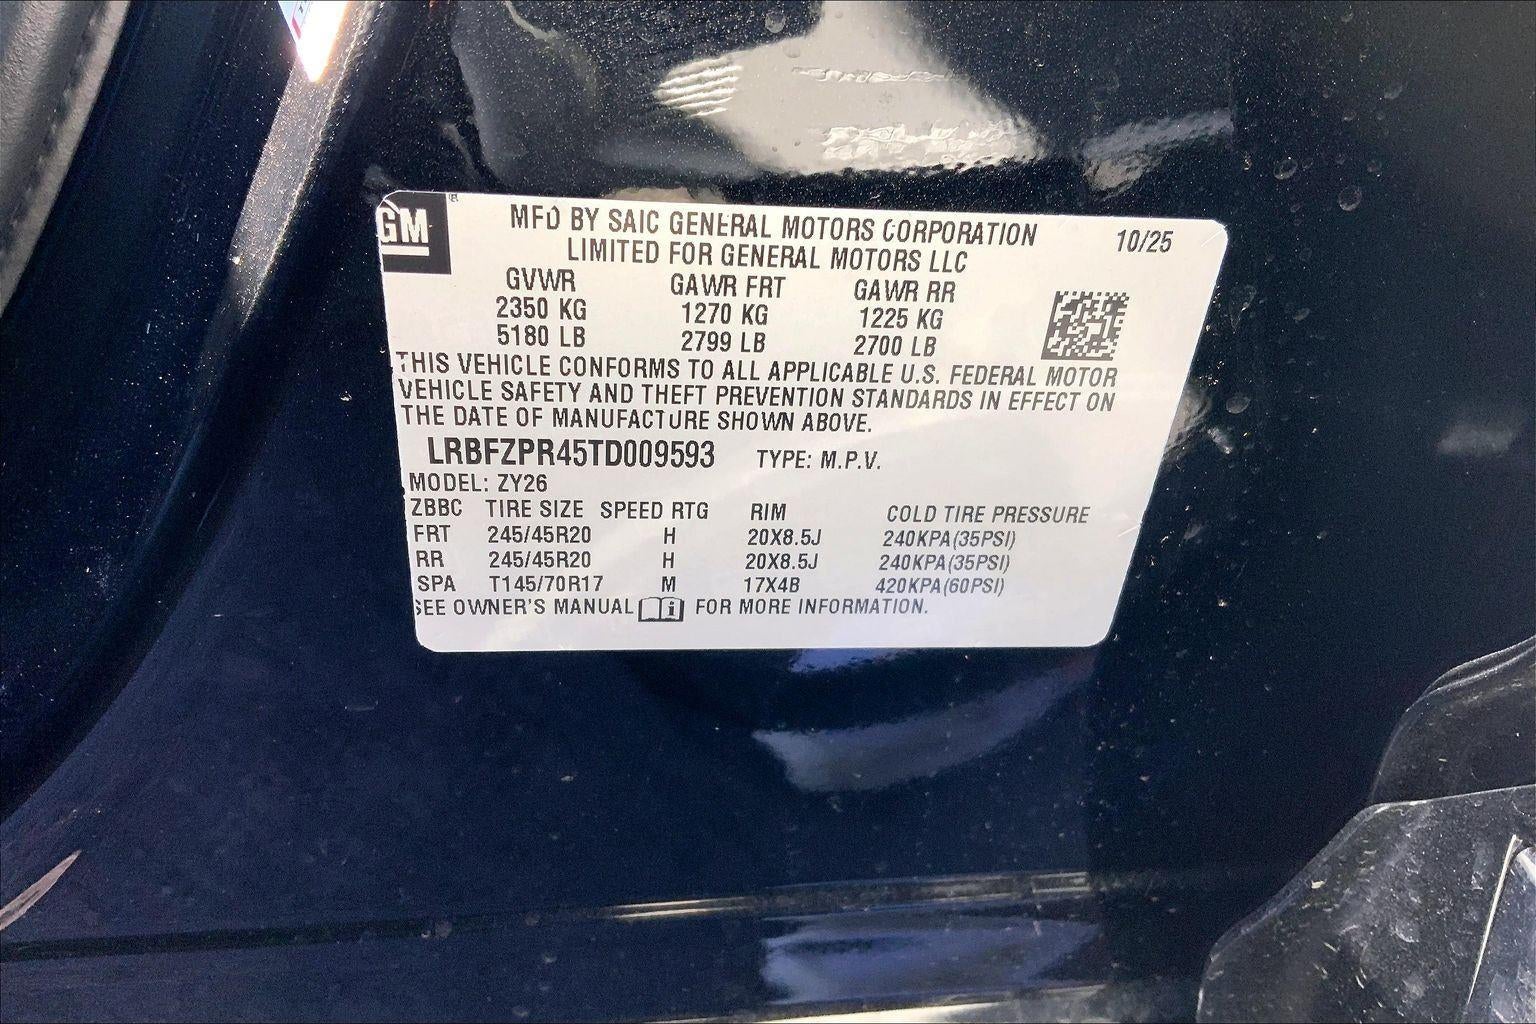 GM
MFD BY SAIC GENERAL MOTORS CORPORATION
LIMITED FOR GENERAL MOTORS LLC
10/25
GVWR GAWR FRT GAWR RR
2350 KG 1270 KG 1225 KG
5180 LB 2799 LB 2700 LB
THIS VEHICLE CONFORMS TO ALL APPLICABLE U.S. FEDERAL MOTOR
VEHICLE SAFETY AND THEFT PREVENTION STANDARDS IN EFFECT ON
THE DATE OF MANUFACTURE SHOWN ABOVE.
LRBFZPR45TD009593 TYPE: M.P.V.
MODEL: ZY26
ZBBC TIRE SIZE SPEED RTG RIM COLD TIRE PRESSURE
FRT 245/45R20 H 20X8.5J 240KPA(35PSI)
RR 245/45R20 H 20X8.5J 240KPA(35PSI)
SPA T145/70R17 M 17X4B 420KPA(60PSI)
SEE OWNER'S MANUAL i FOR MORE INFORMATION.